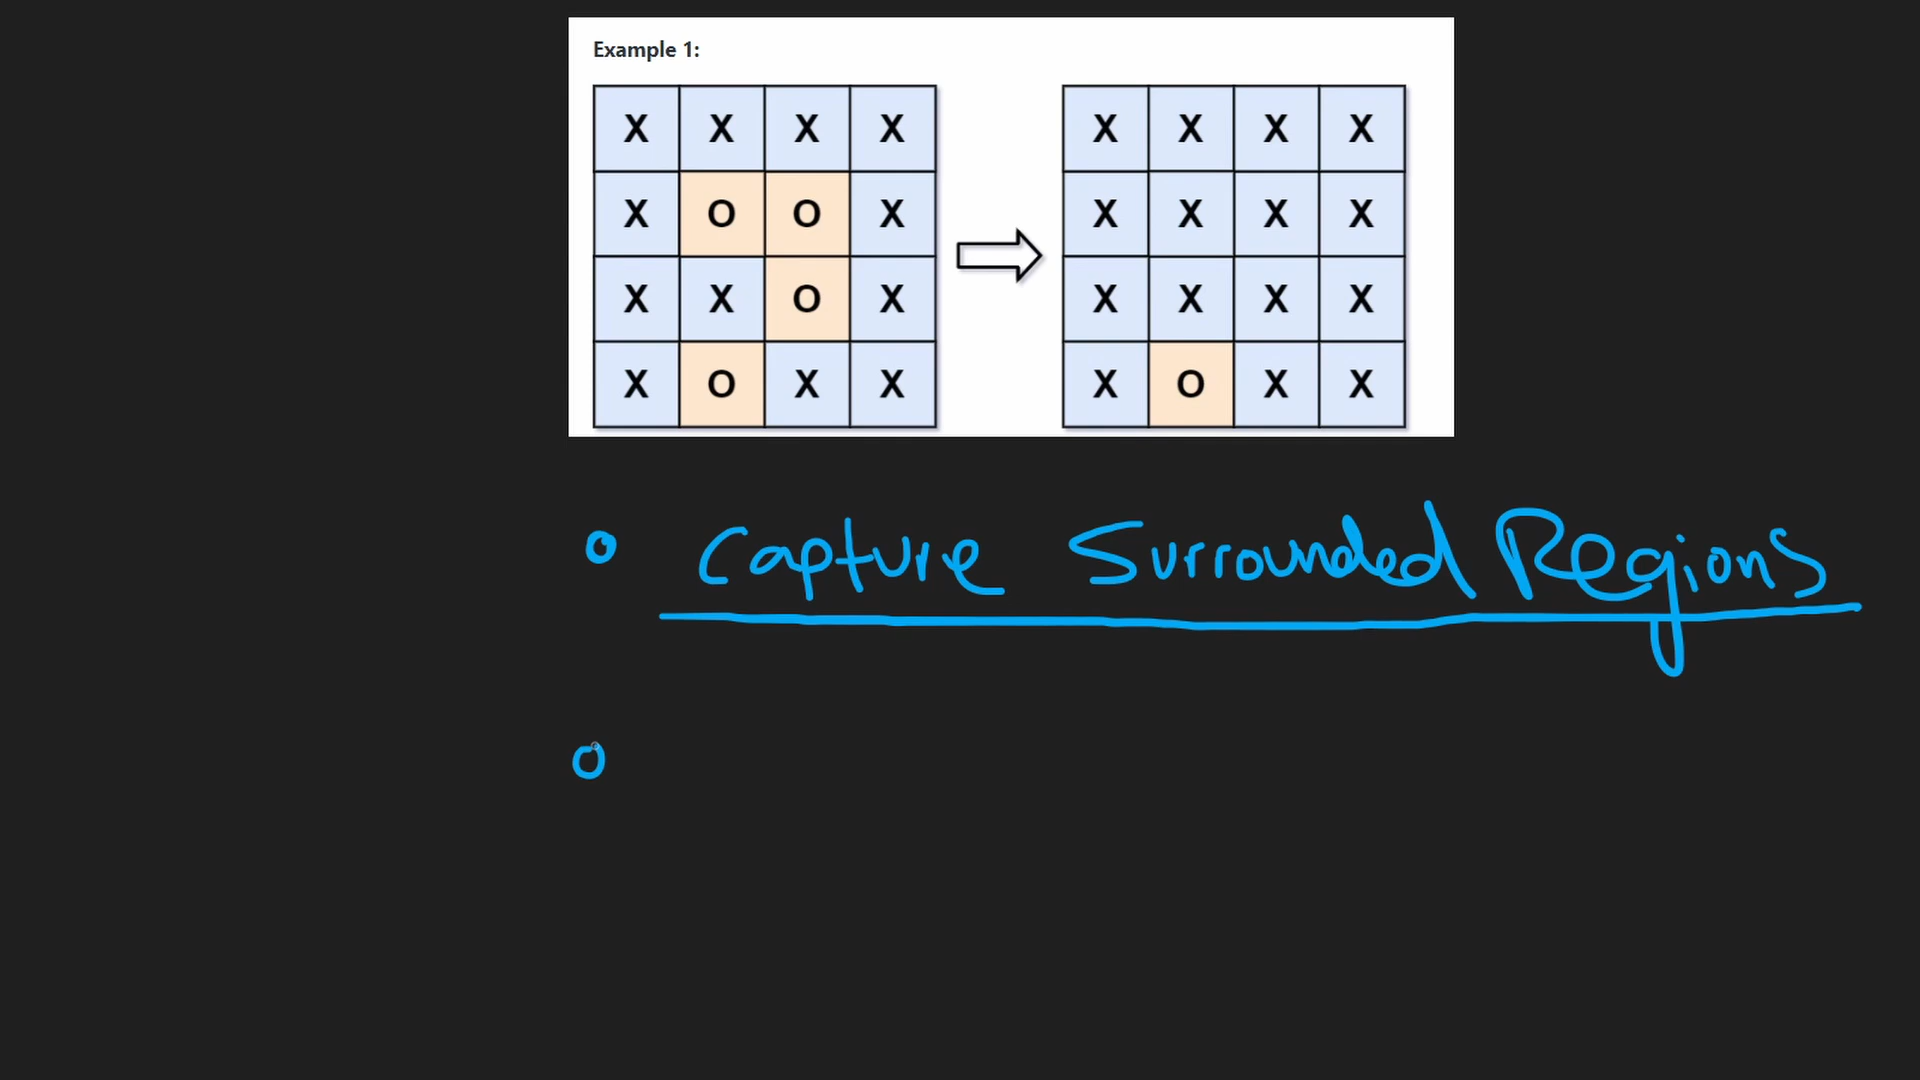 Example 1:
X X X X X X X X
X O O X X X X X
X X O X X X X X
X O X X X O X X
Capture Surrounded Regions